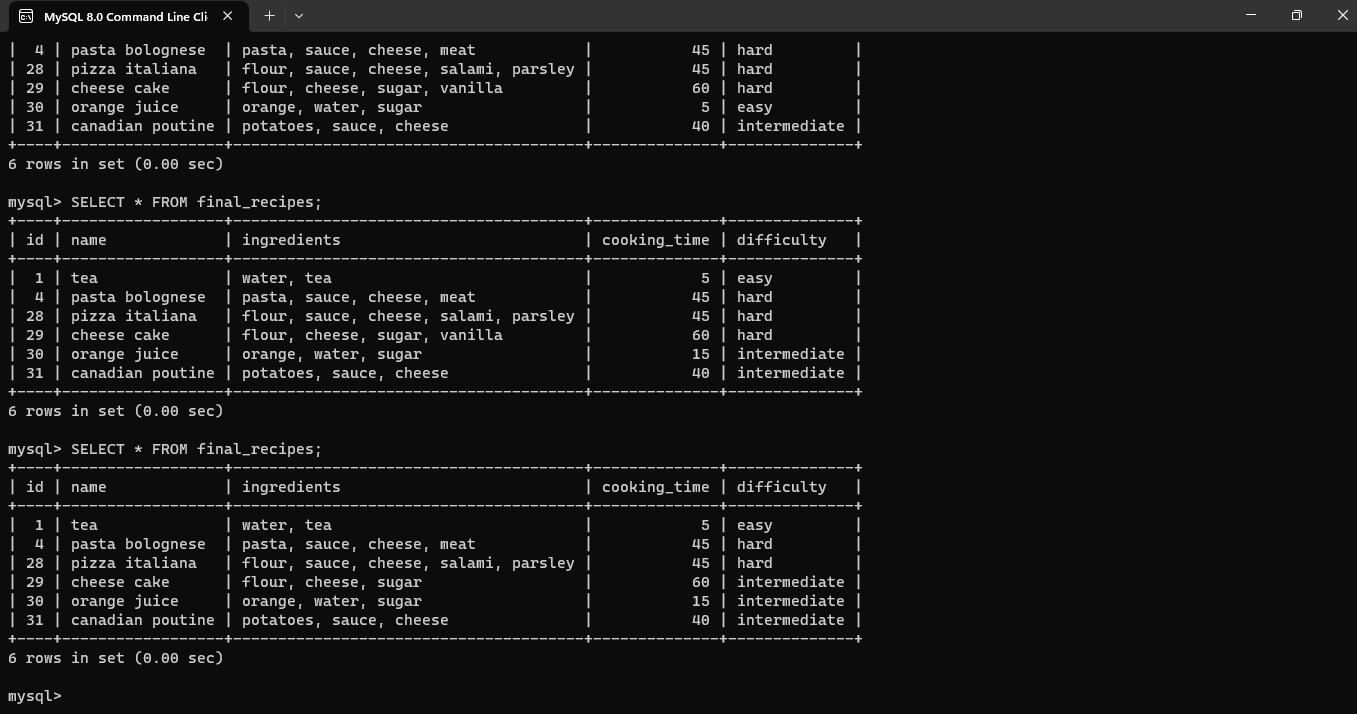 MySQL 8.0 Command Line Cli
|  4 | pasta bolognese  | pasta, sauce, cheese, meat            |           45 | hard         |
| 28 | pizza italiana   | flour, sauce, cheese, salami, parsley |           45 | hard         |
| 29 | cheese cake      | flour, cheese, sugar, vanilla         |           60 | hard         |
| 30 | orange juice     | orange, water, sugar                  |            5 | easy         |
| 31 | canadian poutine | potatoes, sauce, cheese               |           40 | intermediate |
+----+------------------+---------------------------------------+--------------+--------------+
6 rows in set (0.00 sec)
mysql> SELECT * FROM final_recipes;
+----+------------------+---------------------------------------+--------------+--------------+
| id | name             | ingredients                           | cooking_time | difficulty   |
+----+------------------+---------------------------------------+--------------+--------------+
|  1 | tea              | water, tea                            |            5 | easy         |
|  4 | pasta bolognese  | pasta, sauce, cheese, meat            |           45 | hard         |
| 28 | pizza italiana   | flour, sauce, cheese, salami, parsley |           45 | hard         |
| 29 | cheese cake      | flour, cheese, sugar, vanilla         |           60 | hard         |
| 30 | orange juice     | orange, water, sugar                  |           15 | intermediate |
| 31 | canadian poutine | potatoes, sauce, cheese               |           40 | intermediate |
+----+------------------+---------------------------------------+--------------+--------------+
6 rows in set (0.00 sec)
mysql> SELECT * FROM final_recipes;
+----+------------------+---------------------------------------+--------------+--------------+
| id | name             | ingredients                           | cooking_time | difficulty   |
+----+------------------+---------------------------------------+--------------+--------------+
|  1 | tea              | water, tea                            |            5 | easy         |
|  4 | pasta bolognese  | pasta, sauce, cheese, meat            |           45 | hard         |
| 28 | pizza italiana   | flour, sauce, cheese, salami, parsley |           45 | hard         |
| 29 | cheese cake      | flour, cheese, sugar                  |           60 | intermediate |
| 30 | orange juice     | orange, water, sugar                  |           15 | intermediate |
| 31 | canadian poutine | potatoes, sauce, cheese               |           40 | intermediate |
+----+------------------+---------------------------------------+--------------+--------------+
6 rows in set (0.00 sec)
mysql>